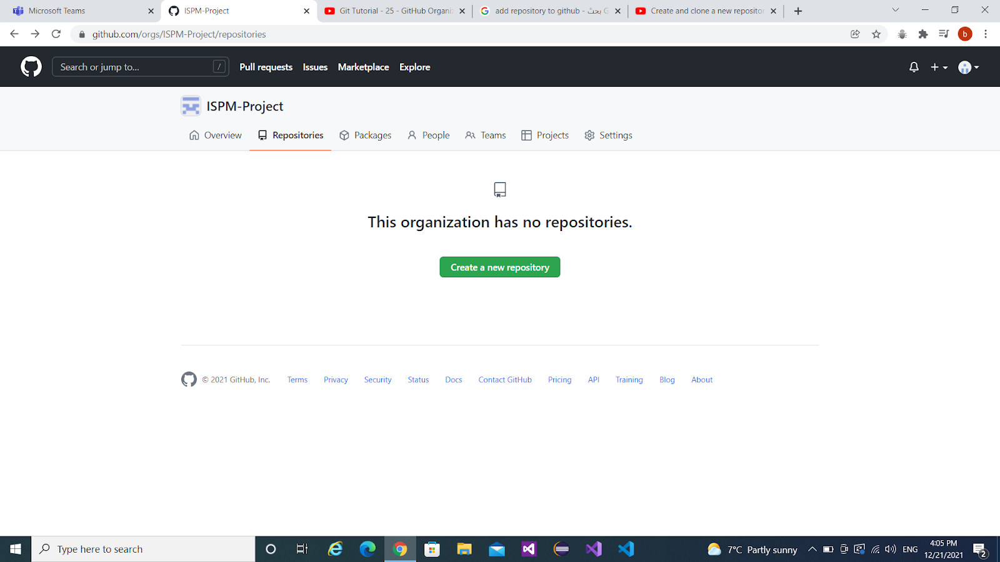 Microsoft Teams
ISPM-Project
Git Tutorial - 25 - GitHub Organiz
add repository to github - بحث G
Create and clone a new repositor
github.com/orgs/ISPM-Project/repositories
b
Search or jump to...
/
Pull requests
Issues
Marketplace
Explore
ISPM-Project
Overview
Repositories
Packages
People
Teams
Projects
Settings
This organization has no repositories.
Create a new repository
© 2021 GitHub, Inc.
Terms
Privacy
Security
Status
Docs
Contact GitHub
Pricing
API
Training
Blog
About
Type here to search
7°C Partly sunny
ENG
4:05 PM
12/21/2021
2